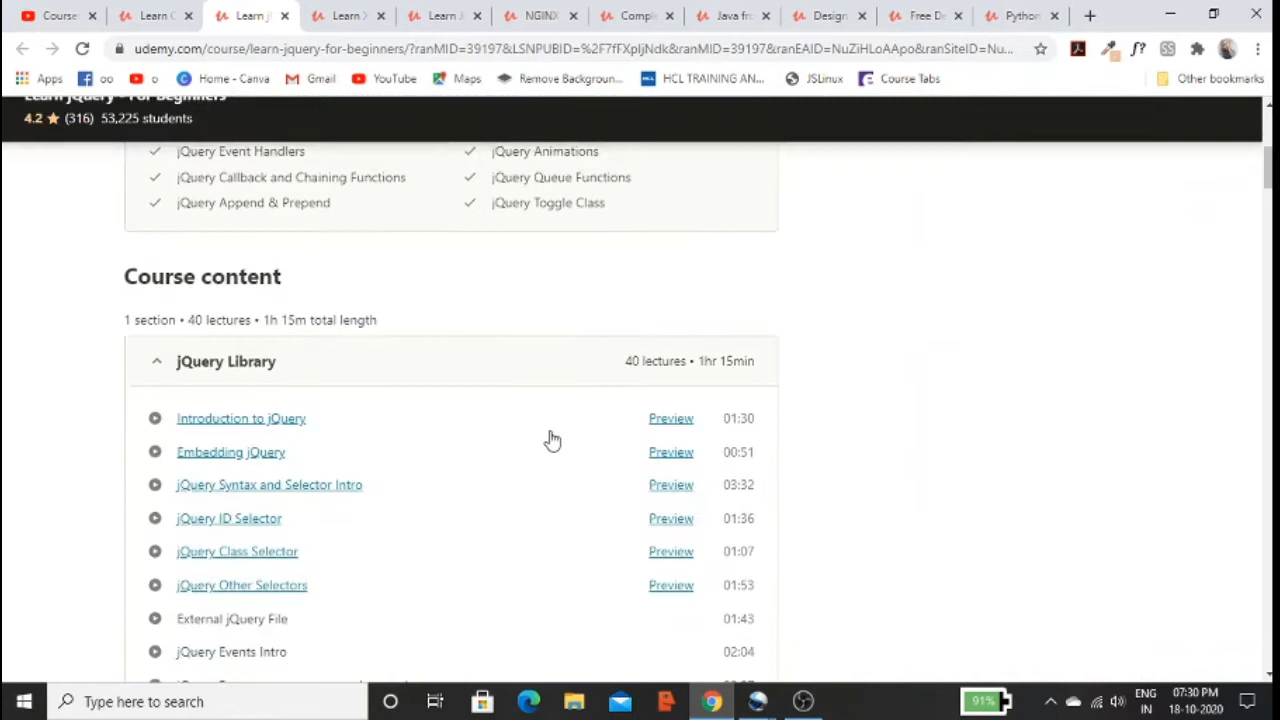 Course
Learn C
Learn j
Learn X
Learn J
NGINX
Comple
Java fro
Design
Free De
Python
udemy.com/course/learn-jquery-for-beginners/?ranMID=39197&LSNPUBID=%2F7fFXpljNdk&ranMID=39197&ranEAID=NuZiHLoAApo&ranSiteID=Nu...
Apps
oo
o
Home - Canva
Gmail
YouTube
Maps
Remove Backgroun...
HCL TRAINING AN...
JSLinux
Course Tabs
Other bookmarks
Learn jQuery - For Beginners
4.2 ★ (316) 53,225 students
jQuery Event Handlers
jQuery Animations
jQuery Callback and Chaining Functions
jQuery Queue Functions
jQuery Append & Prepend
jQuery Toggle Class
Course content
1 section • 40 lectures • 1h 15m total length
jQuery Library 40 lectures • 1hr 15min
Introduction to jQuery Preview 01:30
Embedding jQuery Preview 00:51
jQuery Syntax and Selector Intro Preview 03:32
jQuery ID Selector Preview 01:36
jQuery Class Selector Preview 01:07
jQuery Other Selectors Preview 01:53
External jQuery File 01:43
jQuery Events Intro 02:04
Type here to search
91%
ENG
IN
07:30 PM
18-10-2020